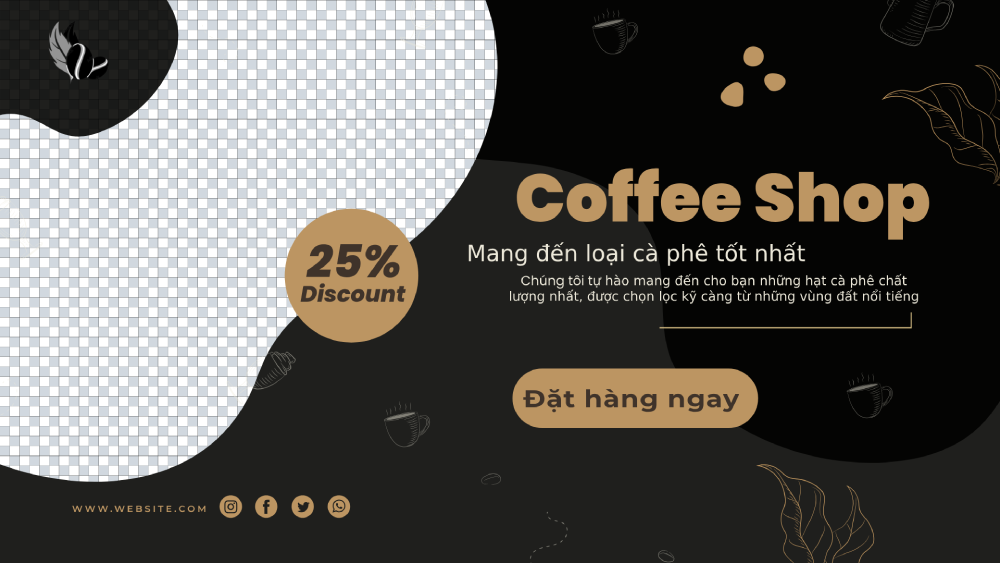 Coffee Shop
Mang đến loại cà phê tốt nhất
Chúng tôi tự hào mang đến cho bạn những hạt cà phê chất
lượng nhất, được chọn lọc kỹ càng từ những vùng đất nổi tiếng
25%
Discount
Đặt hàng ngay
WWW.WEBSITE.COM